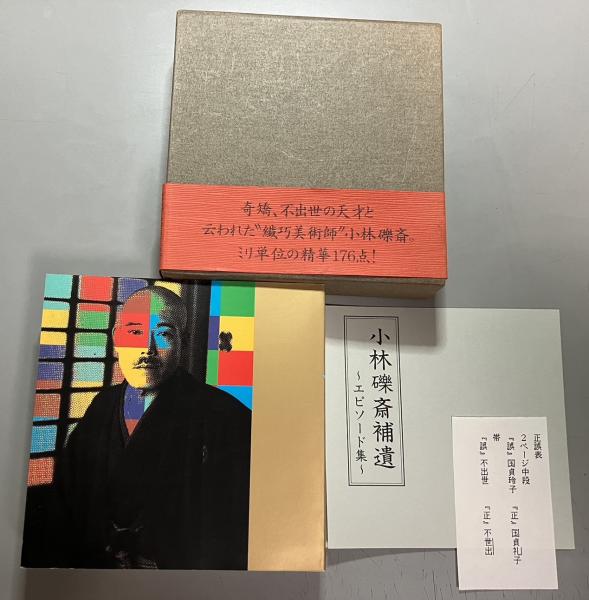 奇矯、不出世の天才と
云われた“繊巧美術師”小林礫斎。
ミリ単位の精華176点！
小林礫斎補遺
～エピソード集～
正誤表
2ページ中段
『誤』国貞玲子 『正』国貞礼子
帯
『誤』不出世 『正』不世出